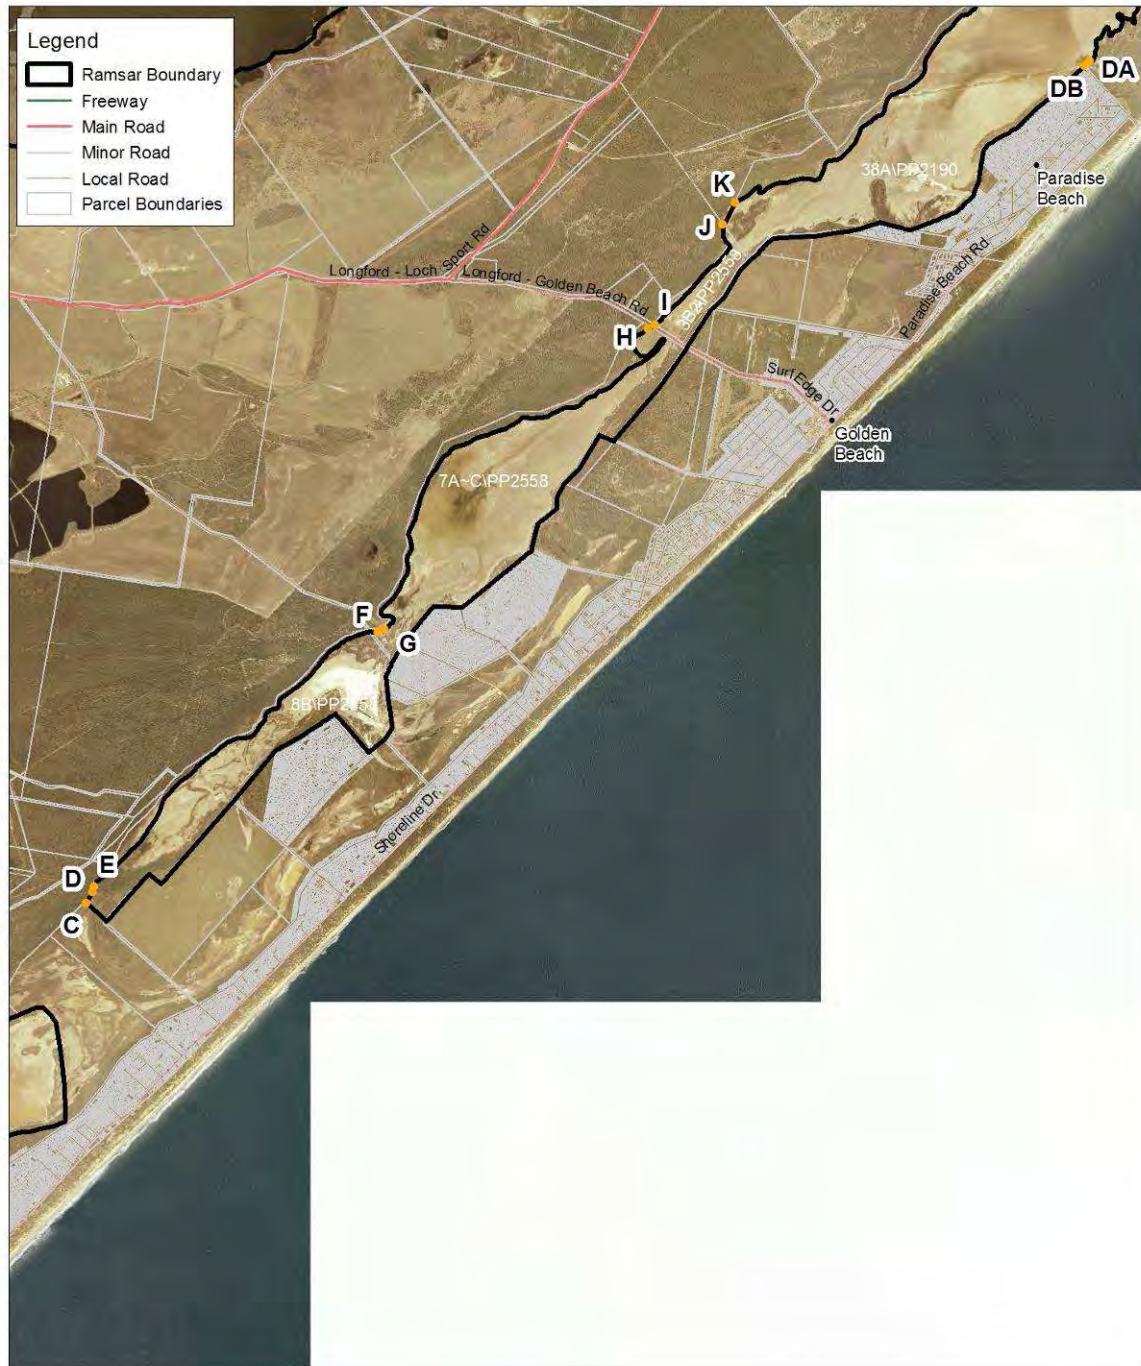 Legend
Ramsar Boundary
Freeway
Main Road
Minor Road
Local Road
Parcel Boundaries
DA
DB
38A\PP2190
Paradise
Beach
K
J
Longford - Loch Sport Rd
Longford - Golden Beach Rd
Paradise Beach Rd
I
H
Surf Edge Dr
Golden
Beach
7A~C\PP2558
F
G
Shoreline Dr
E
D
C